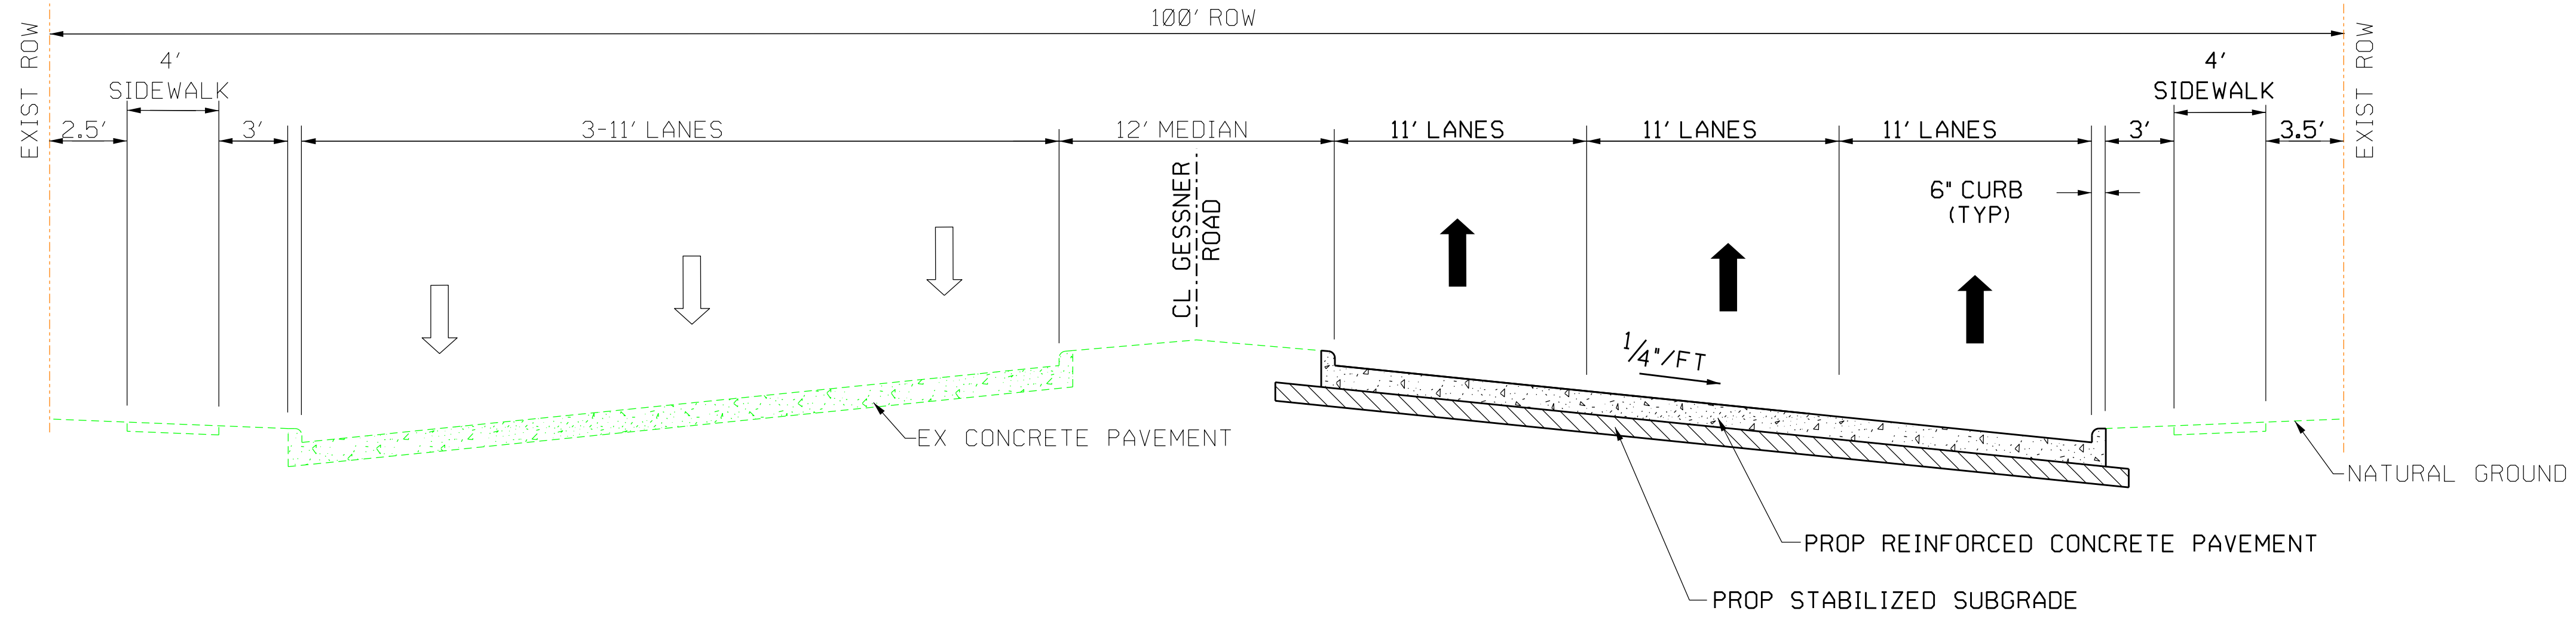 100' ROW
EXIST ROW
4'
SIDEWALK
2.5'
3'
3-11' LANES
12' MEDIAN
11' LANES
11' LANES
11' LANES
3'
4'
SIDEWALK
3.5'
EXIST ROW
6" CURB
(TYP)
CL GESSNER
ROAD
1/4"/FT
EX CONCRETE PAVEMENT
NATURAL GROUND
PROP REINFORCED CONCRETE PAVEMENT
PROP STABILIZED SUBGRADE